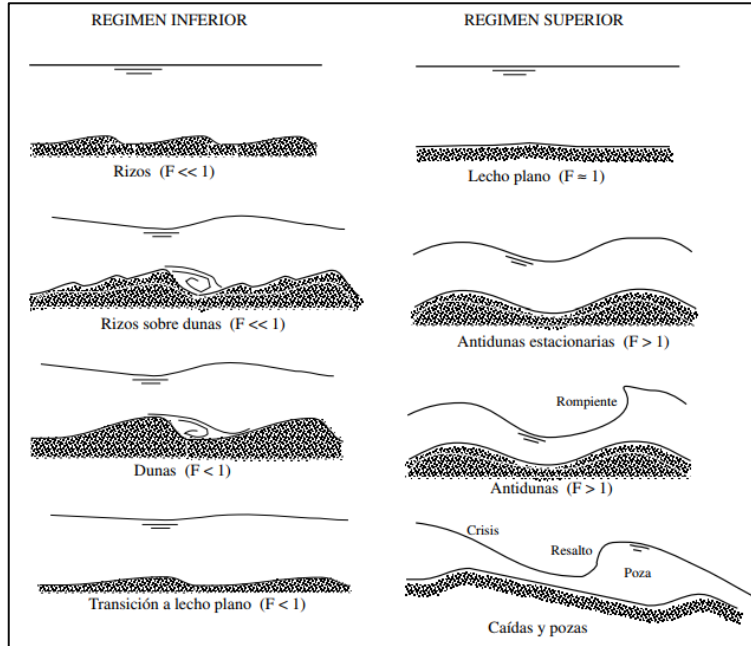 REGIMEN INFERIOR
Rizos (F << 1)
Rizos sobre dunas (F << 1)
Dunas (F < 1)
Transición a lecho plano (F < 1)
REGIMEN SUPERIOR
Lecho plano (F ≈ 1)
Antidunas estacionarias (F > 1)
Rompiente
Antidunas (F > 1)
Crisis
Resalto
Poza
Caídas y pozas